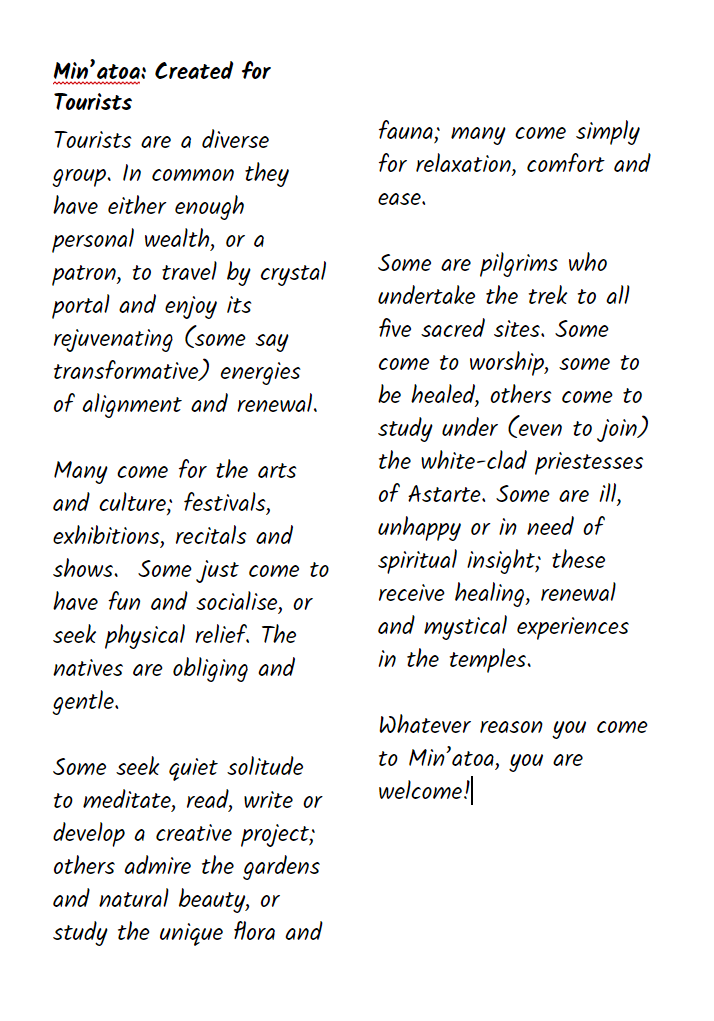 Min’atoa: Created for
Tourists
Tourists are a diverse
group. In common they
have either enough
personal wealth, or a
patron, to travel by crystal
portal and enjoy its
rejuvenating (some say
transformative) energies
of alignment and renewal.
Many come for the arts
and culture; festivals,
exhibitions, recitals and
shows.  Some just come to
have fun and socialise, or
seek physical relief. The
natives are obliging and
gentle.
Some seek quiet solitude
to meditate, read, write or
develop a creative project;
others admire the gardens
and natural beauty, or
study the unique flora and
fauna; many come simply
for relaxation, comfort and
ease.
Some are pilgrims who
undertake the trek to all
five sacred sites. Some
come to worship, some to
be healed, others come to
study under (even to join)
the white-clad priestesses
of Astarte. Some are ill,
unhappy or in need of
spiritual insight; these
receive healing, renewal
and mystical experiences
in the temples.
Whatever reason you come
to Min’atoa, you are
welcome!